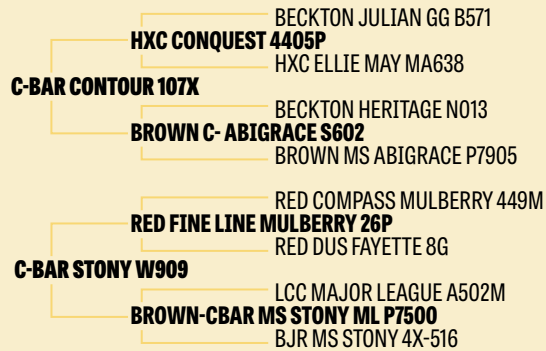 BECKTON JULIAN GG B571
HXC CONQUEST 4405P
HXC ELLIE MAY MA638
C-BAR CONTOUR 107X
BECKTON HERITAGE N013
BROWN C- ABIGRACE S602
BROWN MS ABIGRACE P7905
RED COMPASS MULBERRY 449M
RED FINE LINE MULBERRY 26P
RED DUS FAYETTE 8G
C-BAR STONY W909
LCC MAJOR LEAGUE A502M
BROWN-CBAR MS STONY ML P7500
BJR MS STONY 4X-516